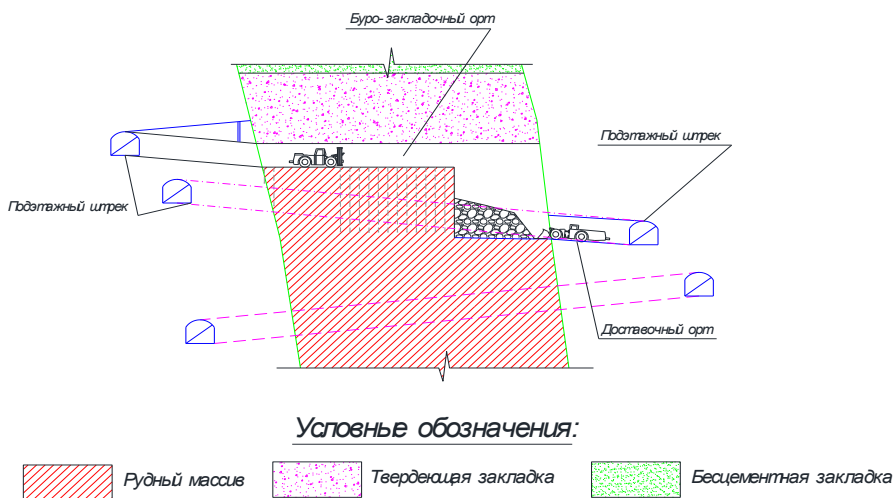 Буро-закладочный орт
Подэтажный штрек
Подэтажный штрек
Доставочный орт
Условные обозначения:
Рудный массив
Твердеющая закладка
Бесцементная закладка